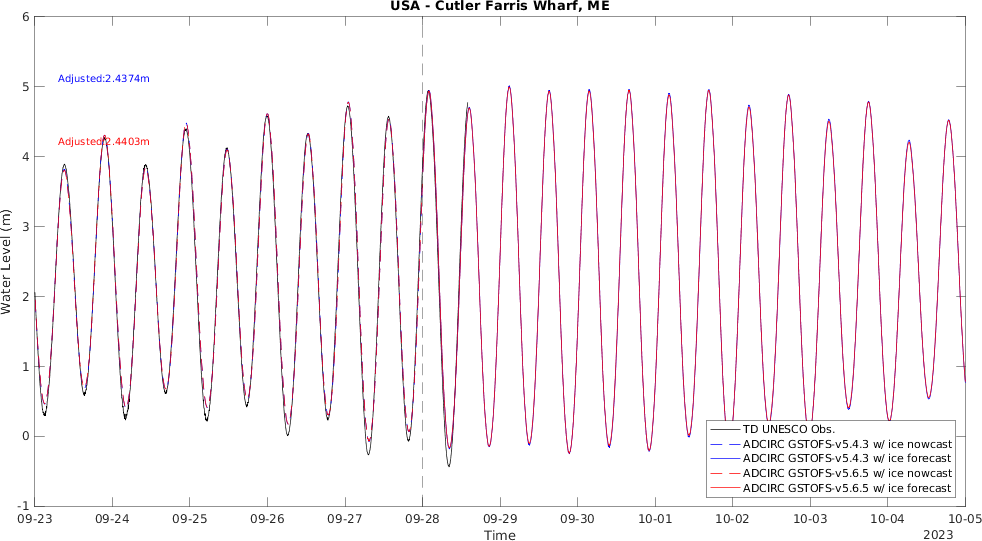 USA - Cutler Farris Wharf, ME
6
5
4
3
2
1
0
-1
Water Level (m)
Adjusted:2.4374m
Adjusted:2.4403m
TD UNESCO Obs.
ADCIRC GSTOFS-v5.4.3 w/ ice nowcast
ADCIRC GSTOFS-v5.4.3 w/ ice forecast
ADCIRC GSTOFS-v5.6.5 w/ ice nowcast
ADCIRC GSTOFS-v5.6.5 w/ ice forecast
09-23 09-24 09-25 09-26 09-27 09-28 09-29 09-30 10-01 10-02 10-03 10-04 10-05
Time
2023